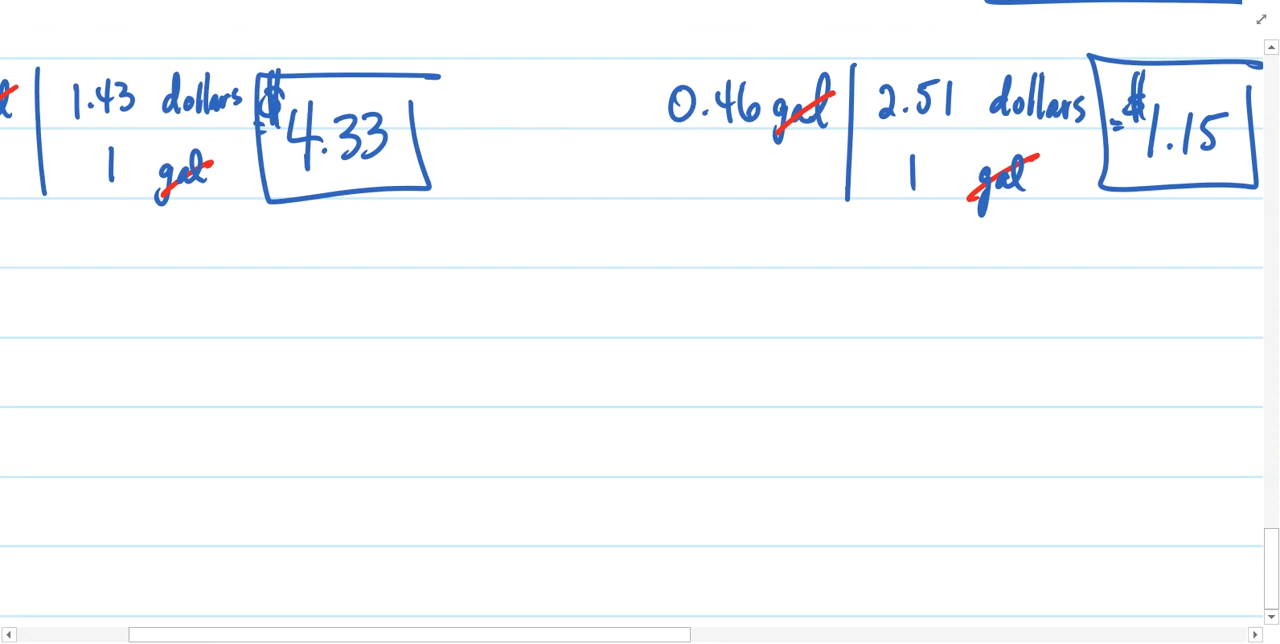 1.43 dollars = $ 4.33
1 gal
0.46 gal 2.51 dollars = $ 1.15
1 gal